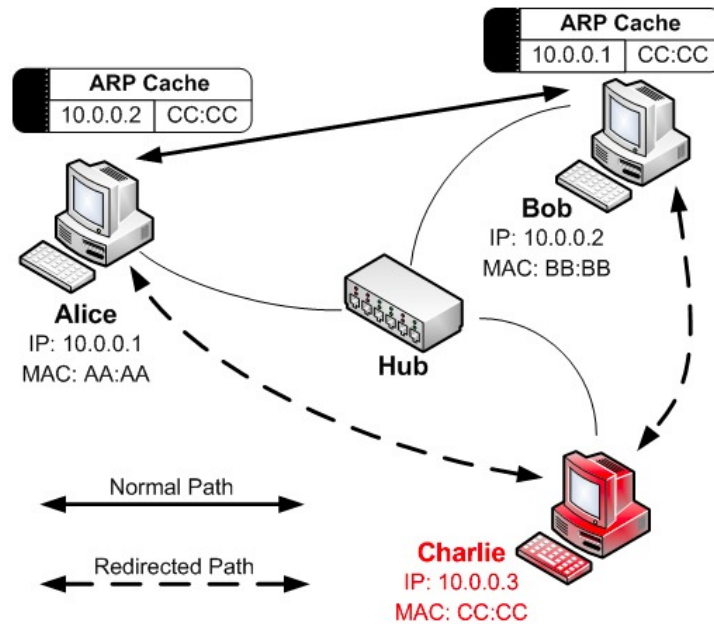 ARP Cache
10.0.0.1 CC:CC
ARP Cache
10.0.0.2 CC:CC
Bob
IP: 10.0.0.2
MAC: BB:BB
Alice
IP: 10.0.0.1
MAC: AA:AA
Hub
Normal Path
Redirected Path
Charlie
IP: 10.0.0.3
MAC: CC:CC